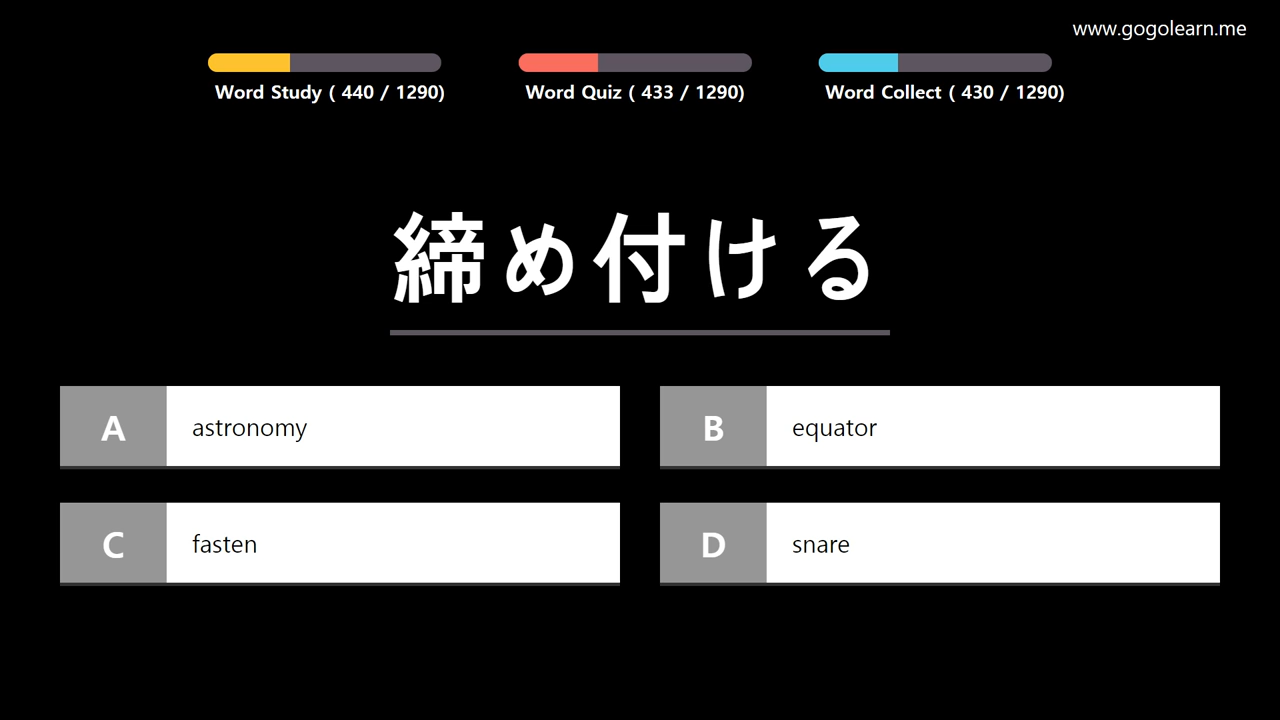 www.gogolearn.me
Word Study ( 440 / 1290)
Word Quiz ( 433 / 1290)
Word Collect ( 430 / 1290)
締め付ける
A astronomy
B equator
C fasten
D snare